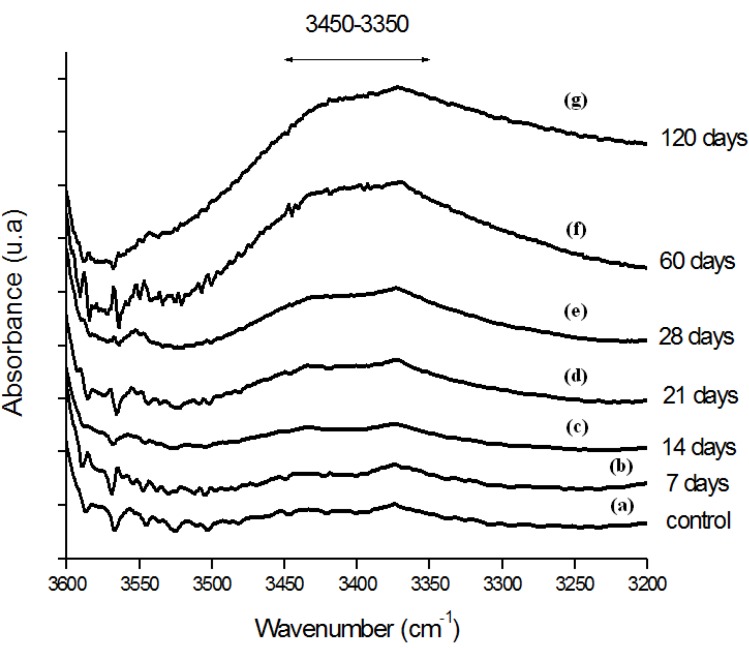 3450-3350
(g)
120 days
(f)
60 days
(e)
28 days
(d)
21 days
(c)
14 days
(b)
7 days
(a)
control
Absorbance (u.a)
3600 3550 3500 3450 3400 3350 3300 3250 3200
Wavenumber (cm-1)